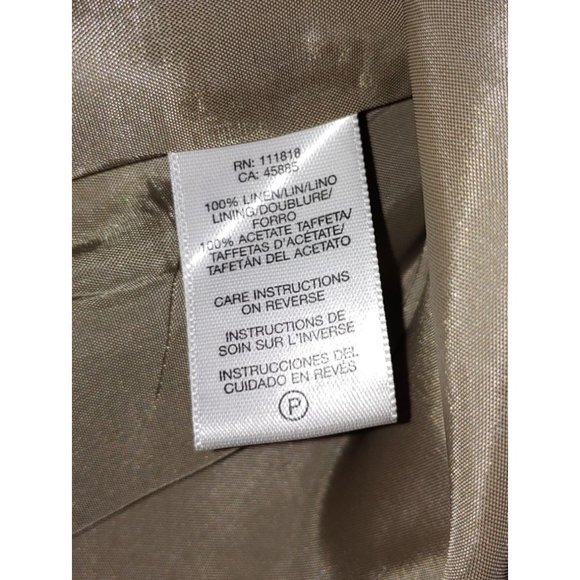 RN: 111818
CA: 45885
100% LINEN/LIN/LINO
LINING/DOUBLURE/
FORRO
100% ACETATE TAFFETA/
TAFFETAS D'ACÉTATE/
TAFETÁN DEL ACETATO
CARE INSTRUCTIONS
ON REVERSE
INSTRUCTIONS DE
SOIN SUR L'INVERSE
INSTRUCCIONES DEL
CUIDADO EN REVÉS
P